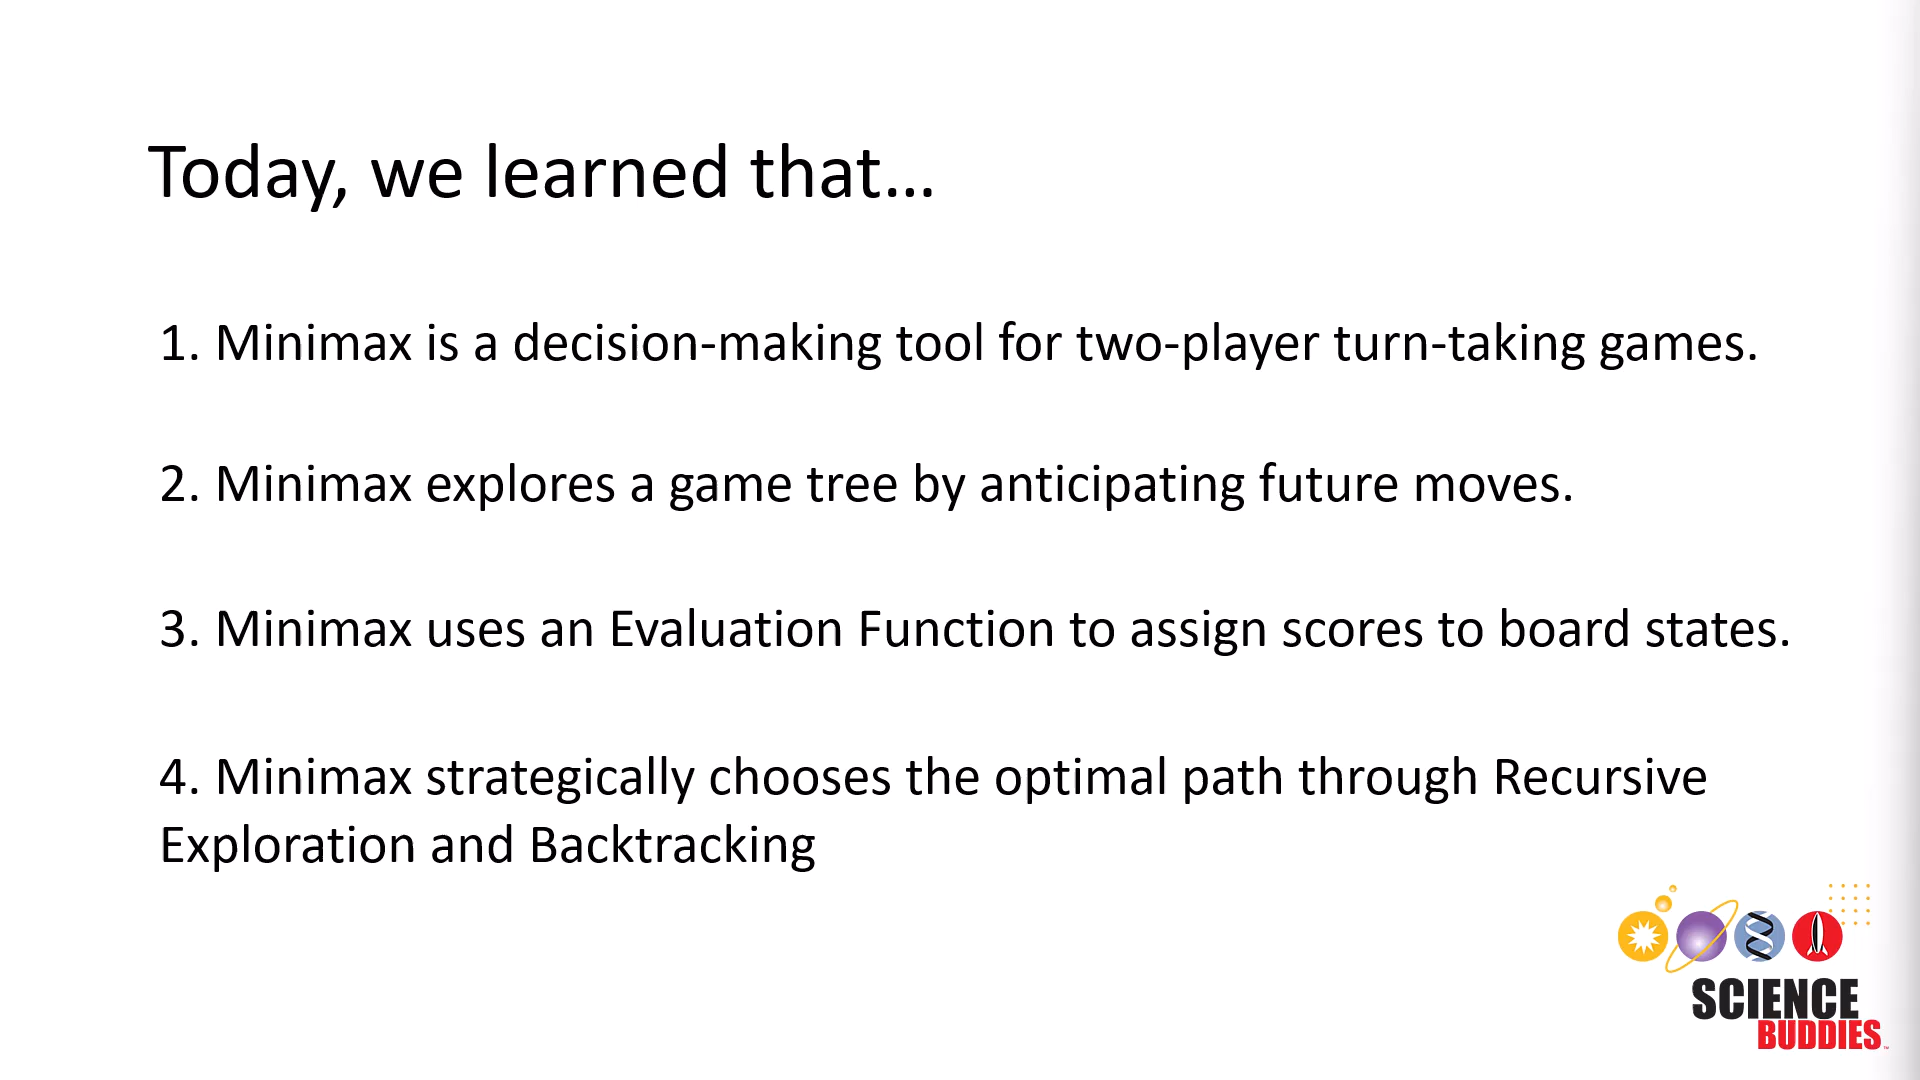 Today, we learned that...
1. Minimax is a decision-making tool for two-player turn-taking games.
2. Minimax explores a game tree by anticipating future moves.
3. Minimax uses an Evaluation Function to assign scores to board states.
4. Minimax strategically chooses the optimal path through Recursive
Exploration and Backtracking
SCIENCE
BUDDIES™